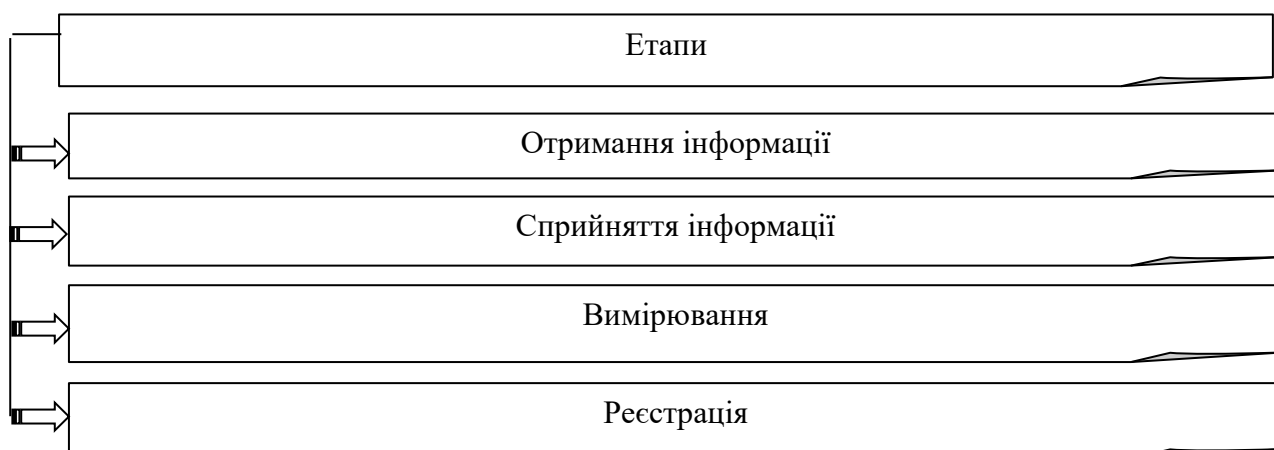 Етапи
Отримання інформації
Сприйняття інформації
Вимірювання
Реєстрація